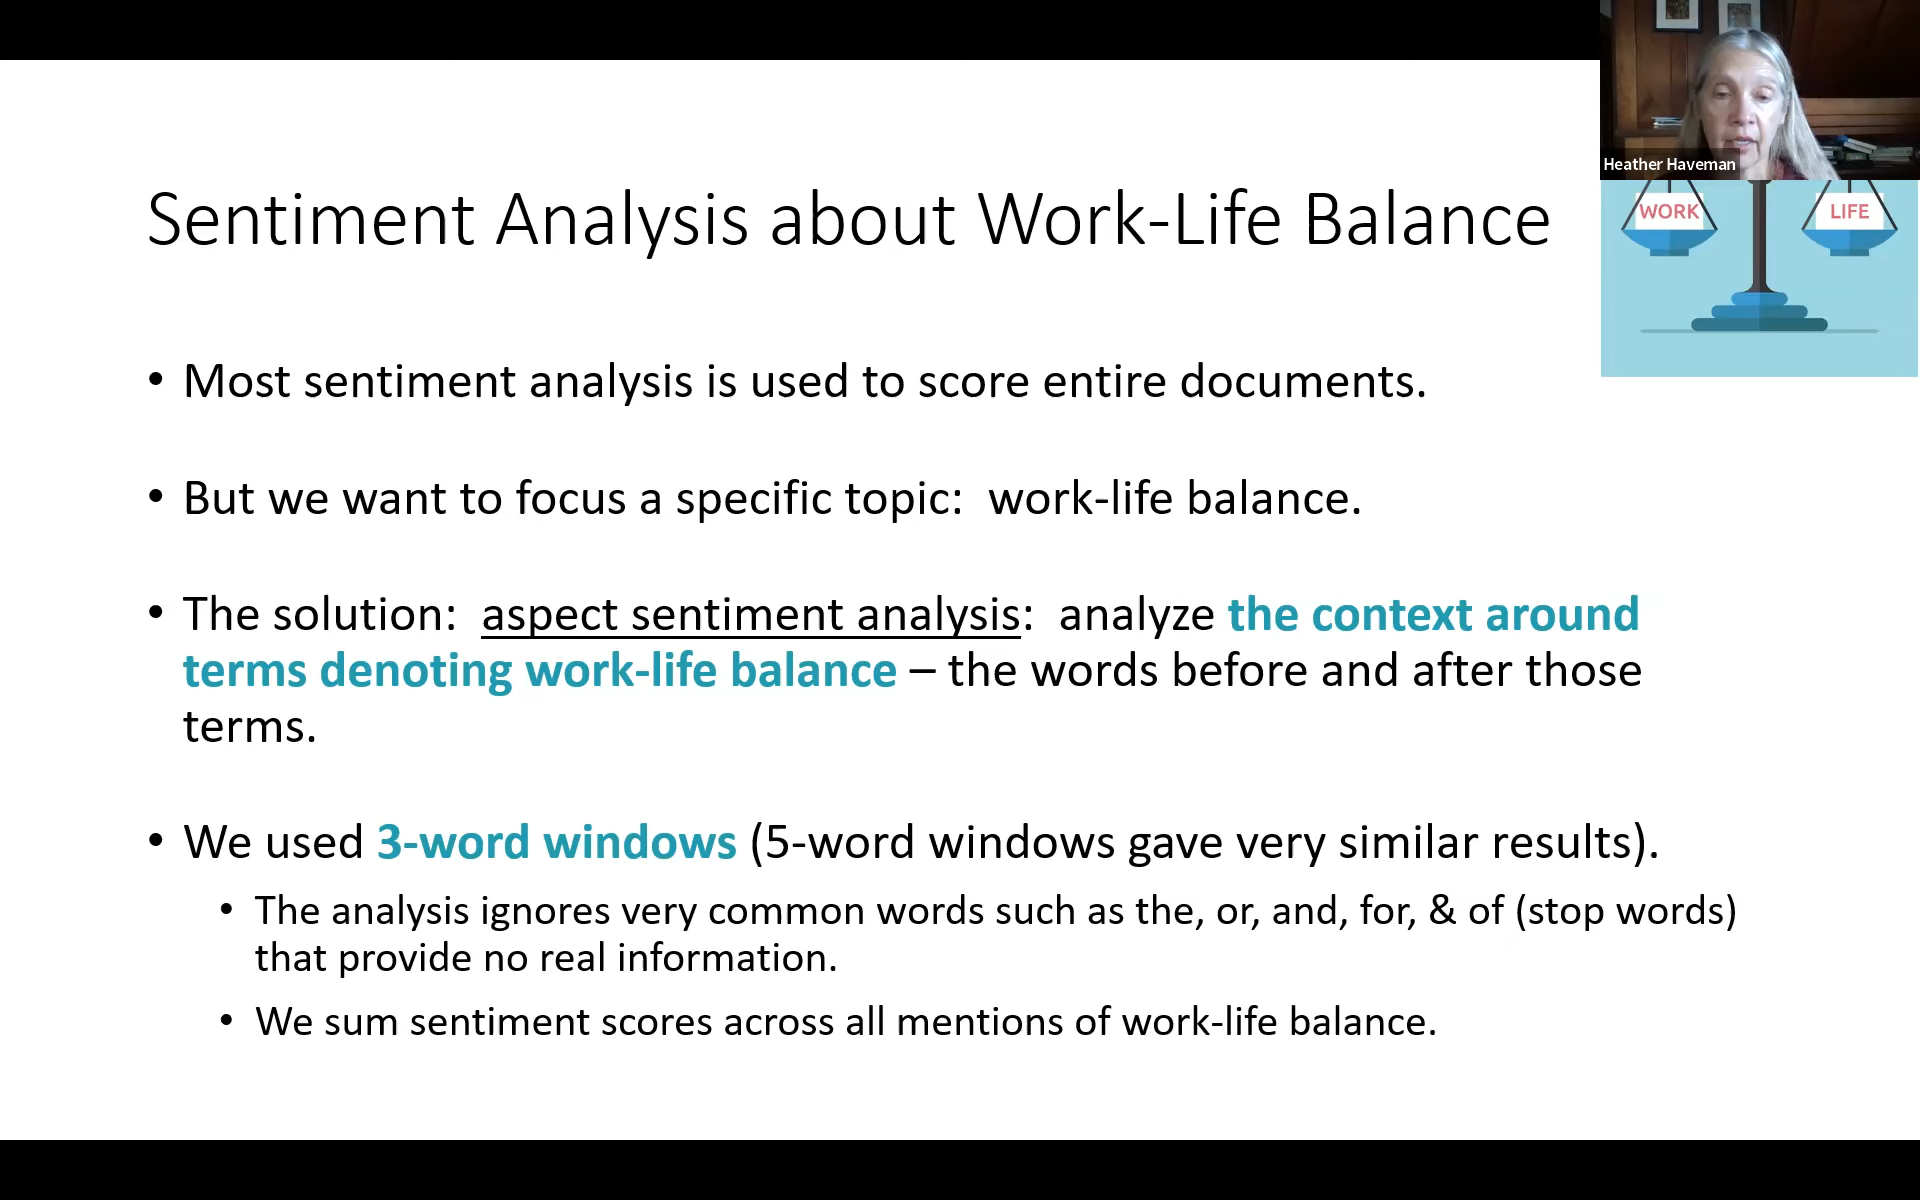 Heather Haveman
WORK
LIFE
Sentiment Analysis about Work-Life Balance
• Most sentiment analysis is used to score entire documents.
• But we want to focus a specific topic:  work-life balance.
• The solution:  aspect sentiment analysis:  analyze the context around
terms denoting work-life balance – the words before and after those
terms.
• We used 3-word windows (5-word windows gave very similar results).
• The analysis ignores very common words such as the, or, and, for, & of (stop words)
that provide no real information.
• We sum sentiment scores across all mentions of work-life balance.